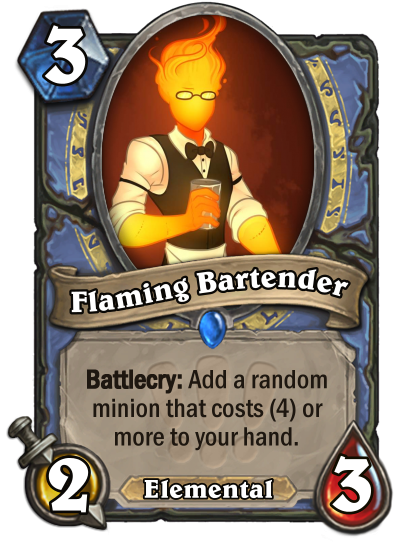 3
Flaming Bartender
Battlecry: Add a random
minion that costs (4) or
more to your hand.
2
Elemental
3